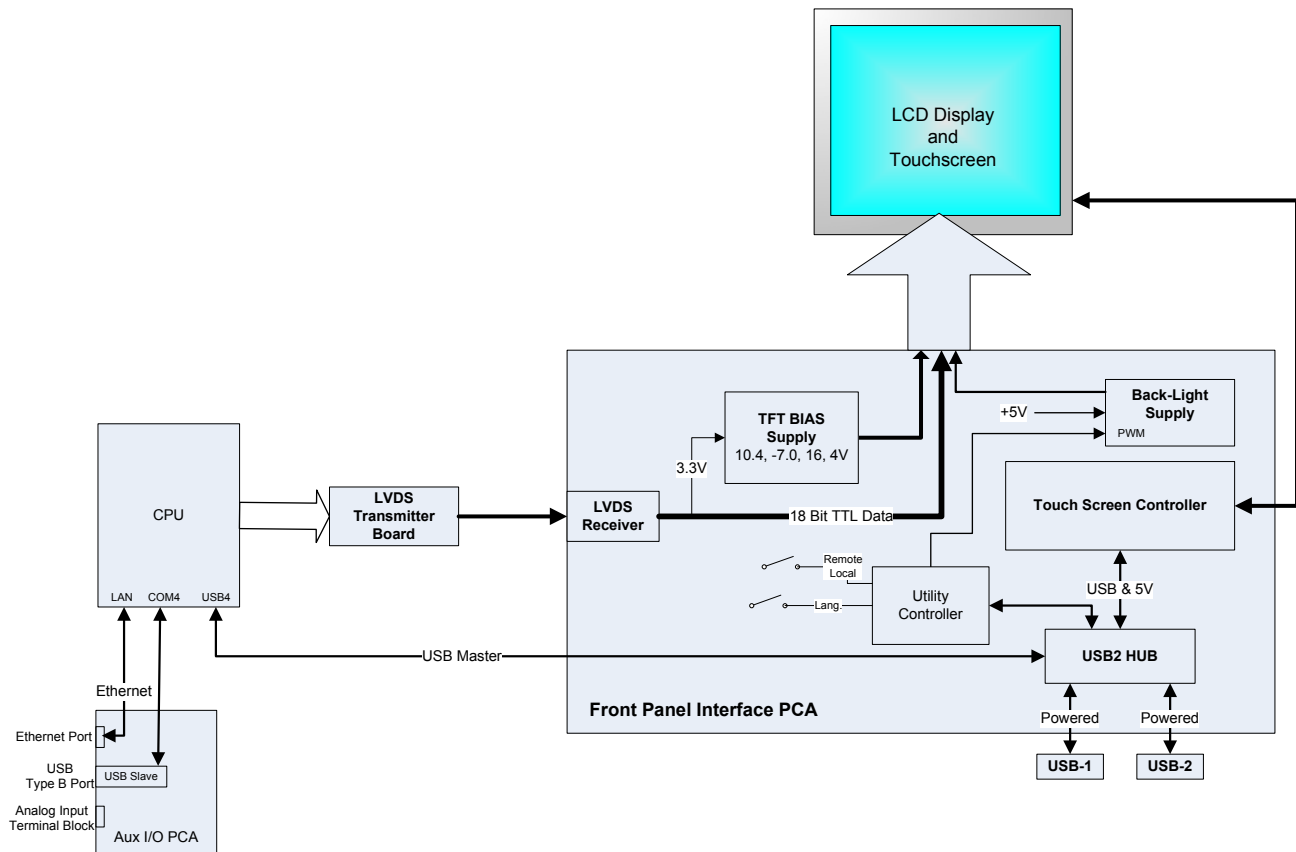 LCD Display
and
Touchscreen
Back-Light
Supply
+5V
PWM
TFT BIAS
Supply
10.4, -7.0, 16, 4V
3.3V
CPU
LAN
COM4
USB4
LVDS
Transmitter
Board
LVDS
Receiver
18 Bit TTL Data
Touch Screen Controller
Remote
Local
Lang.
Utility
Controller
USB & 5V
USB2 HUB
USB Master
Ethernet
Front Panel Interface PCA
Powered
Powered
USB-1
USB-2
Ethernet Port
USB
Type B Port
USB Slave
Analog Input
Terminal Block
Aux I/O PCA